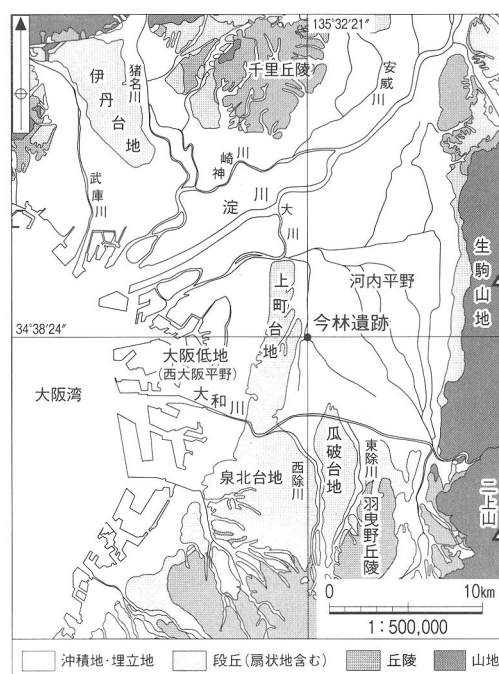 135°32′21″
伊丹台地
猪名川
千里丘陵
安威川
武庫川
神崎川
淀川
大川
生駒山地
上町台地
河内平野
今林遺跡
34°38′24″
大阪低地
(西大阪平野)
大阪湾
大和川
瓜破台地
東除川
西除川
泉北台地
羽曳野丘陵
二上山
0 10km
1:500,000
沖積地・埋立地 段丘(扇状地含む) 丘陵 山地